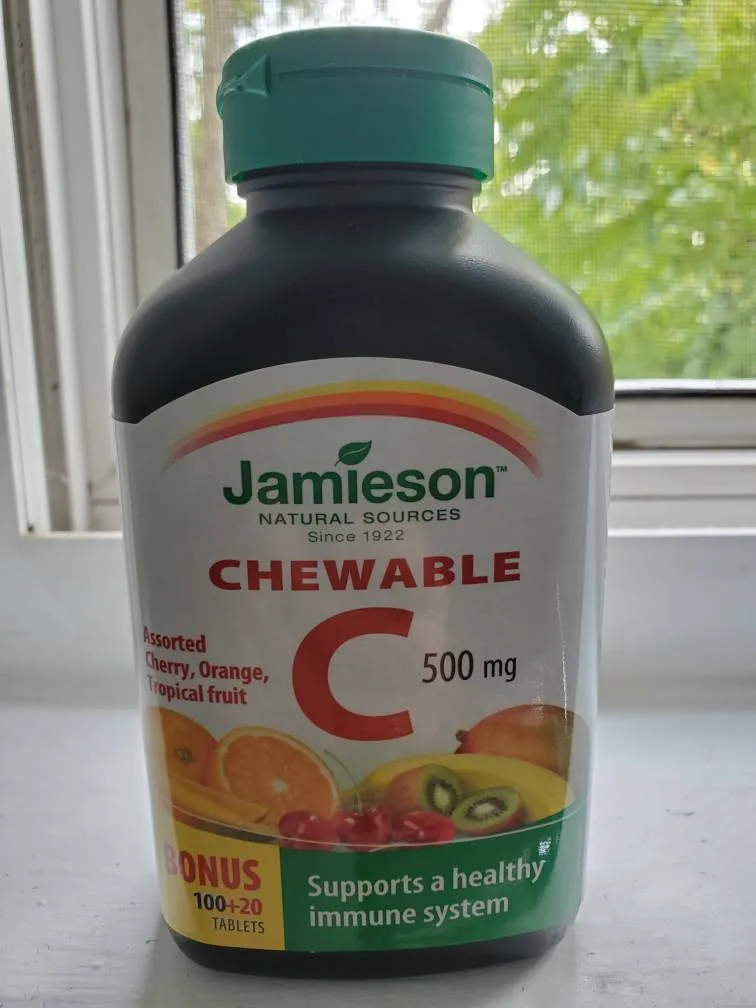 Jamieson™
NATURAL SOURCES
Since 1922
CHEWABLE
Assorted
Cherry, Orange,
Tropical fruit
C
500 mg
BONUS
100+20
TABLETS
Supports a healthy
immune system